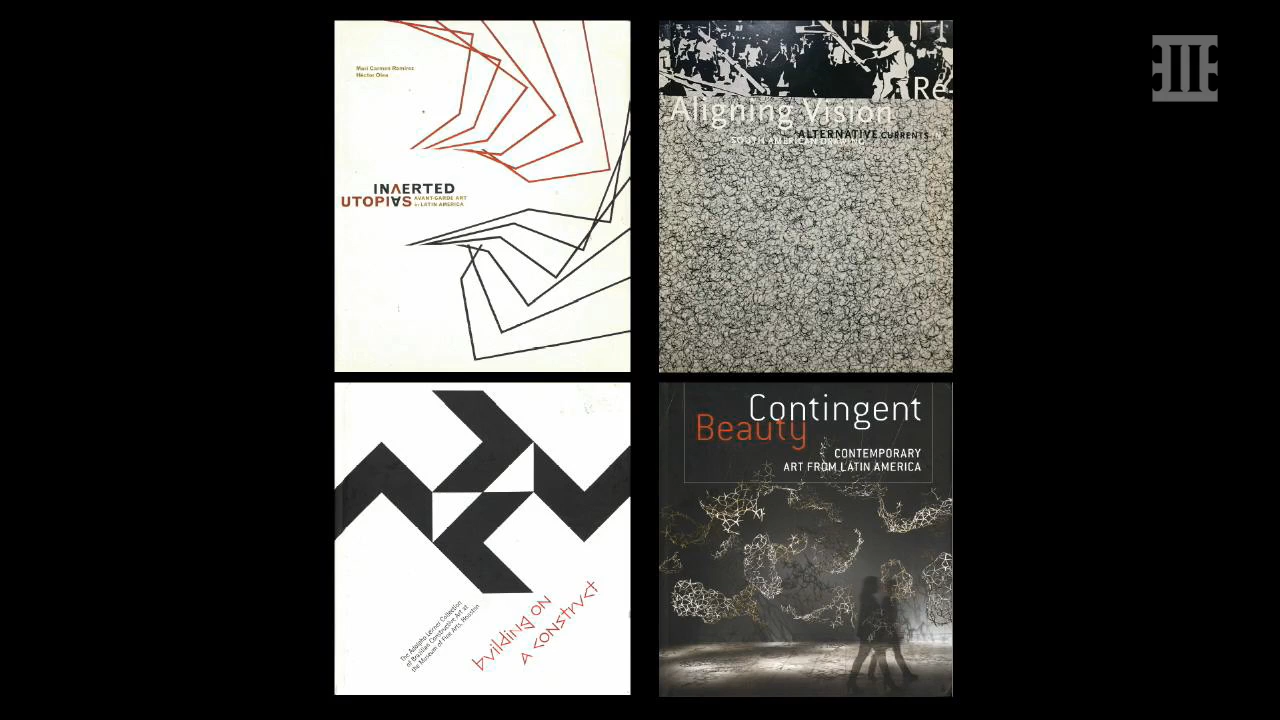 Mari Carmen Ramírez
Héctor Olea
INVERTED
UTOPIAS
AVANT-GARDE ART
in LATIN AMERICA
Re
Aligning Vision
ALTERNATIVE CURRENTS
SOUTH AMERICAN DRAWING
The Adolpho Leirner Collection
of Brazilian Constructive Art at
the Museum of Fine Arts, Houston
building on
a construct
Contingent
Beauty
CONTEMPORARY
ART FROM LATIN AMERICA